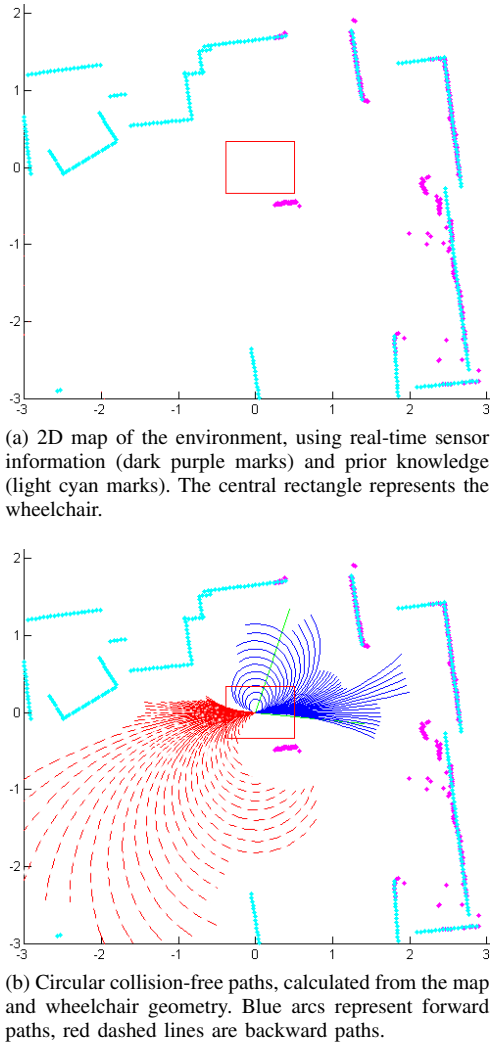 2
1
0
-1
-2
-3
-3 -2 -1 0 1 2 3
(a) 2D map of the environment, using real-time sensor
information (dark purple marks) and prior knowledge
(light cyan marks). The central rectangle represents the
wheelchair.
2
1
0
-1
-2
-3
-3 -2 -1 0 1 2 3
(b) Circular collision-free paths, calculated from the map
and wheelchair geometry. Blue arcs represent forward
paths, red dashed lines are backward paths.